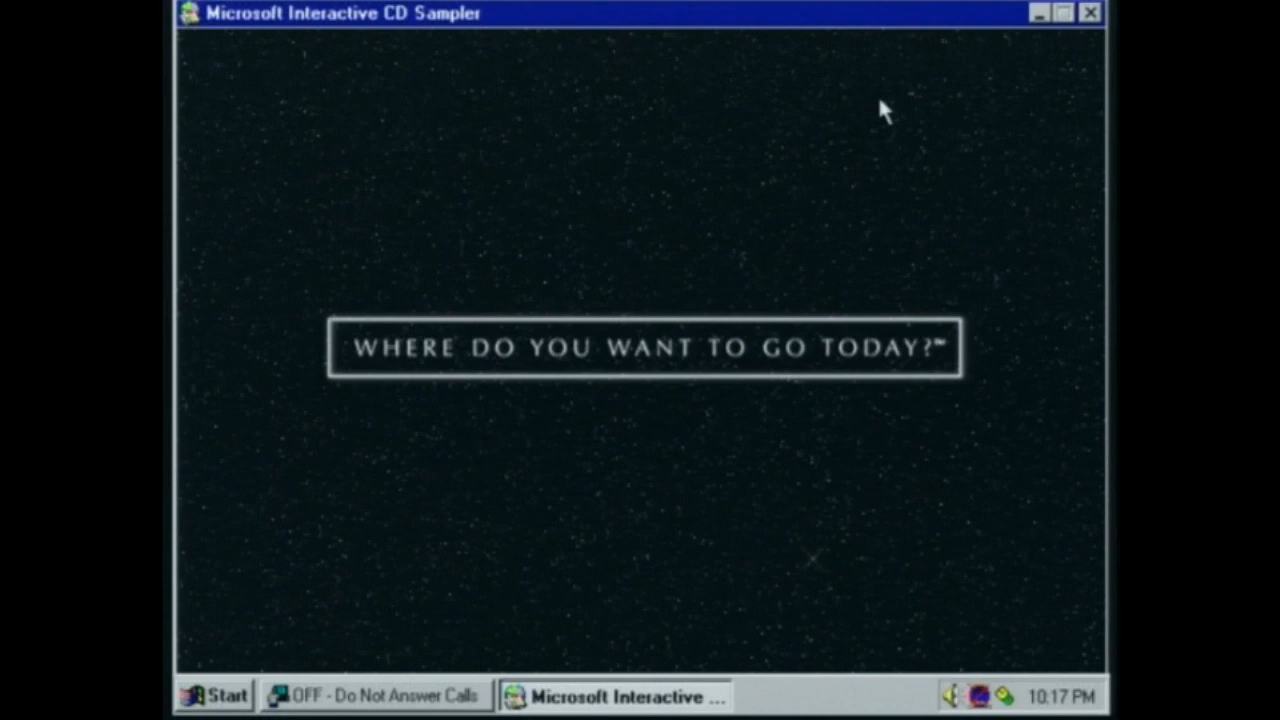 Microsoft Interactive CD Sampler
WHERE DO YOU WANT TO GO TODAY?™
Start
OFF - Do Not Answer Calls
Microsoft Interactive ...
10:17 PM